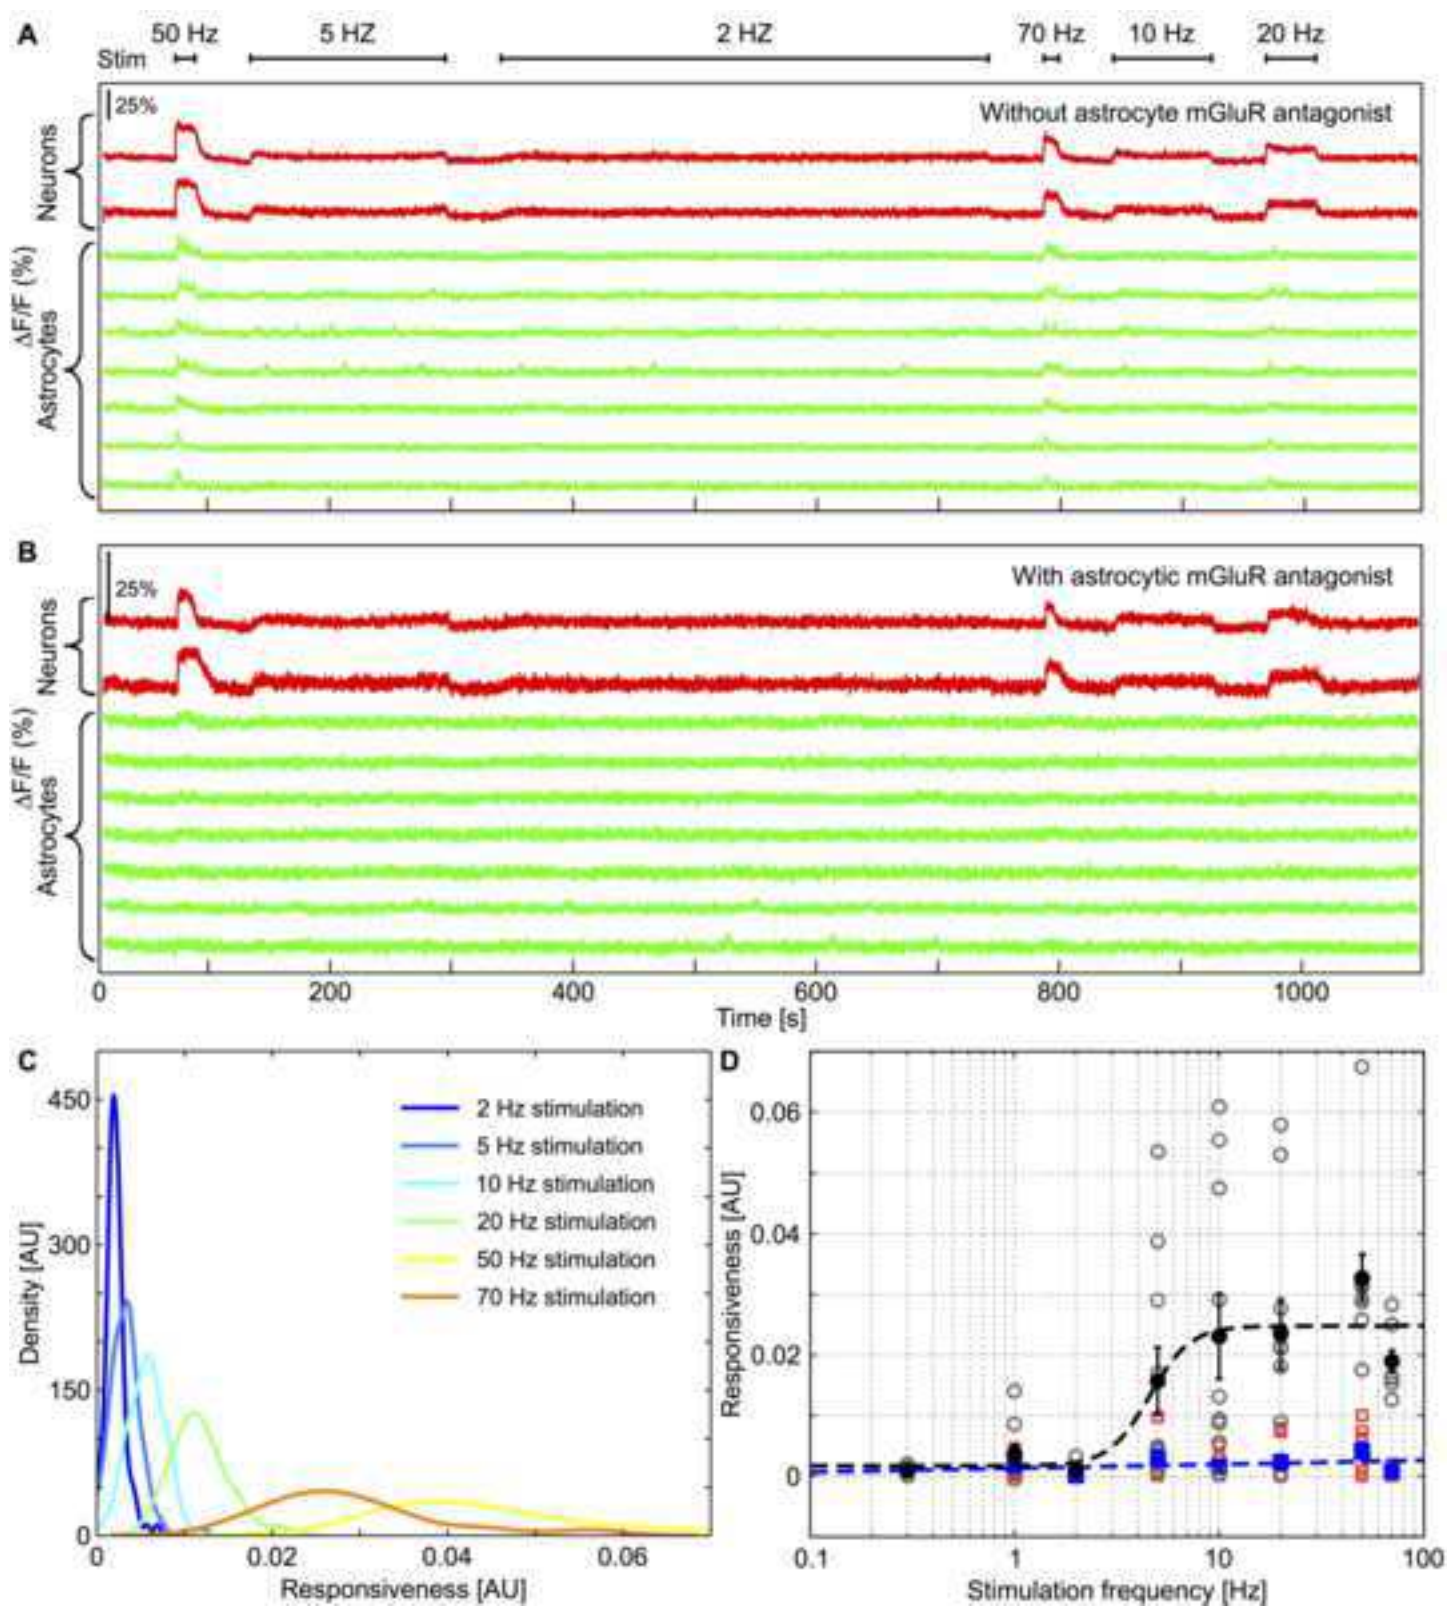 A
50 Hz
5 HZ
2 HZ
70 Hz
10 Hz
20 Hz
Stim
25%
Without astrocyte mGluR antagonist
Neurons
ΔF/F (%)
Astrocytes
B
25%
With astrocytic mGluR antagonist
Neurons
ΔF/F (%)
Astrocytes
0 200 400 600 800 1000
Time [s]
C
450
300
150
0
Density [AU]
2 Hz stimulation
5 Hz stimulation
10 Hz stimulation
20 Hz stimulation
50 Hz stimulation
70 Hz stimulation
0 0.02 0.04 0.06
Responsiveness [AU]
D
0.06
0.04
0.02
0
Responsiveness [AU]
0.1 1 10 100
Stimulation frequency [Hz]